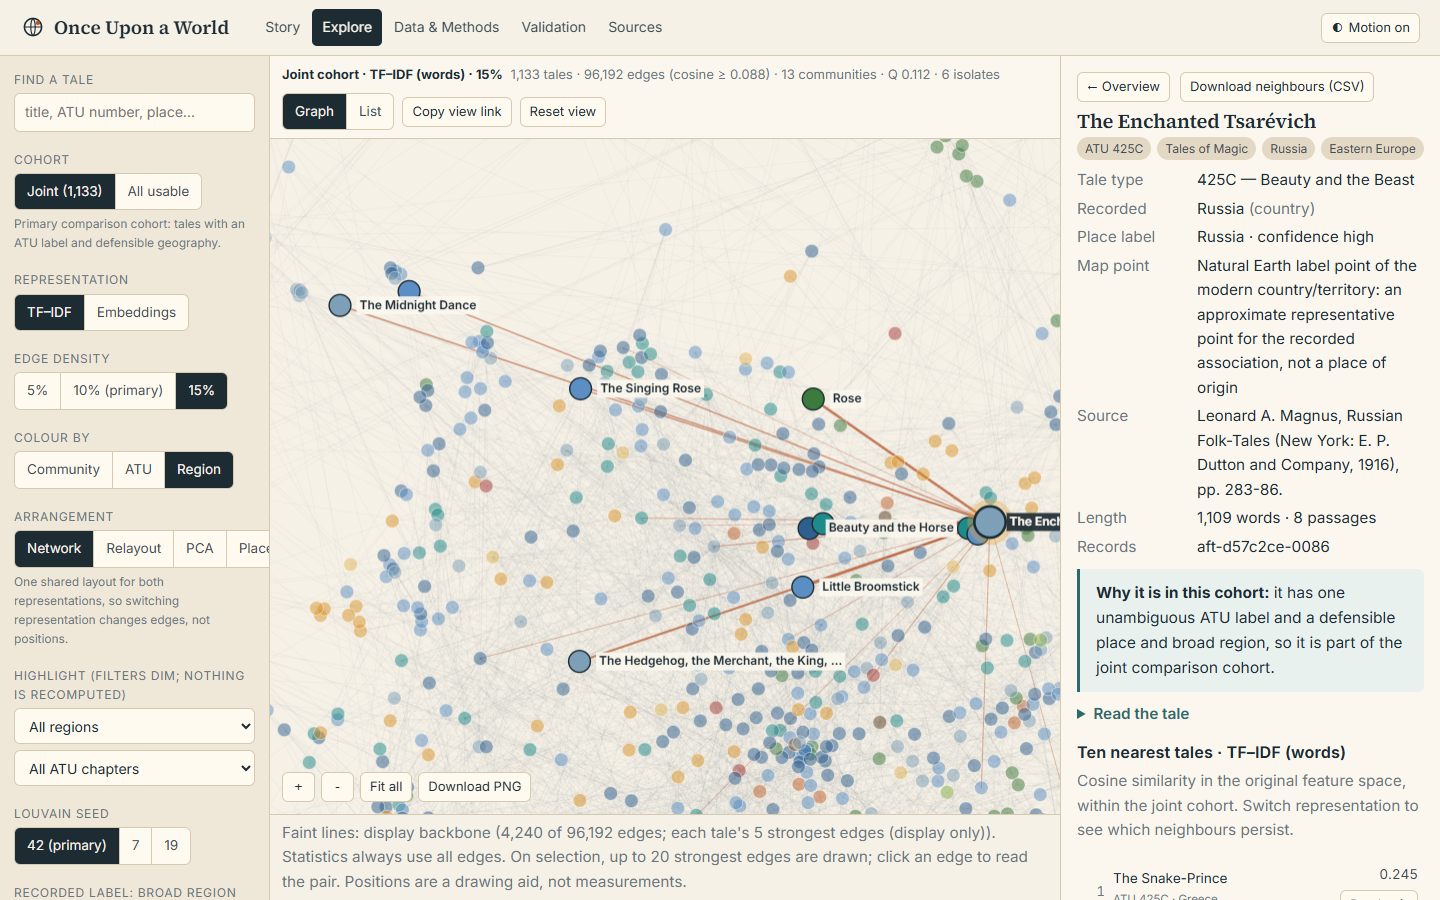 Once Upon a World
Story
Explore
Data & Methods
Validation
Sources
Motion on
FIND A TALE
title, ATU number, place...
COHORT
Joint (1,133)
All usable
Primary comparison cohort: tales with an
ATU label and defensible geography.
REPRESENTATION
TF–IDF
Embeddings
EDGE DENSITY
5%
10% (primary)
15%
COLOUR BY
Community
ATU
Region
ARRANGEMENT
Network
Relayout
PCA
One shared layout for both
representations, so switching
representation changes edges, not
positions.
HIGHLIGHT (FILTERS DIM; NOTHING
IS RECOMPUTED)
All regions
All ATU chapters
LOUVAIN SEED
42 (primary)
7
19
RECORDED LABEL: BROAD REGION
Joint cohort · TF–IDF (words) · 15% 1,133 tales · 96,192 edges (cosine ≥ 0.088) · 13 communities · Q 0.112 · 6 isolates
Graph
List
Copy view link
Reset view
The Midnight Dance
The Singing Rose
Rose
Beauty and the Horse
The Ench
Little Broomstick
The Hedgehog, the Merchant, the King, ...
+
-
Fit all
Download PNG
Faint lines: display backbone (4,240 of 96,192 edges; each tale's 5 strongest edges (display only)).
Statistics always use all edges. On selection, up to 20 strongest edges are drawn; click an edge to read
the pair. Positions are a drawing aid, not measurements.
← Overview
Download neighbours (CSV)
The Enchanted Tsarévich
ATU 425C
Tales of Magic
Russia
Eastern Europe
Tale type 425C — Beauty and the Beast
Recorded Russia (country)
Place label Russia · confidence high
Map point Natural Earth label point of the
modern country/territory: an
approximate representative
point for the recorded
association, not a place of
origin
Source Leonard A. Magnus, Russian
Folk-Tales (New York: E. P.
Dutton and Company, 1916),
pp. 283-86.
Length 1,109 words · 8 passages
Records aft-d57c2ce-0086
Why it is in this cohort: it has one
unambiguous ATU label and a defensible
place and broad region, so it is part of the
joint comparison cohort.
▶ Read the tale
Ten nearest tales · TF–IDF (words)
Cosine similarity in the original feature space,
within the joint cohort. Switch representation to
see which neighbours persist.
1 The Snake-Prince 0.245
ATU 425C · Greece